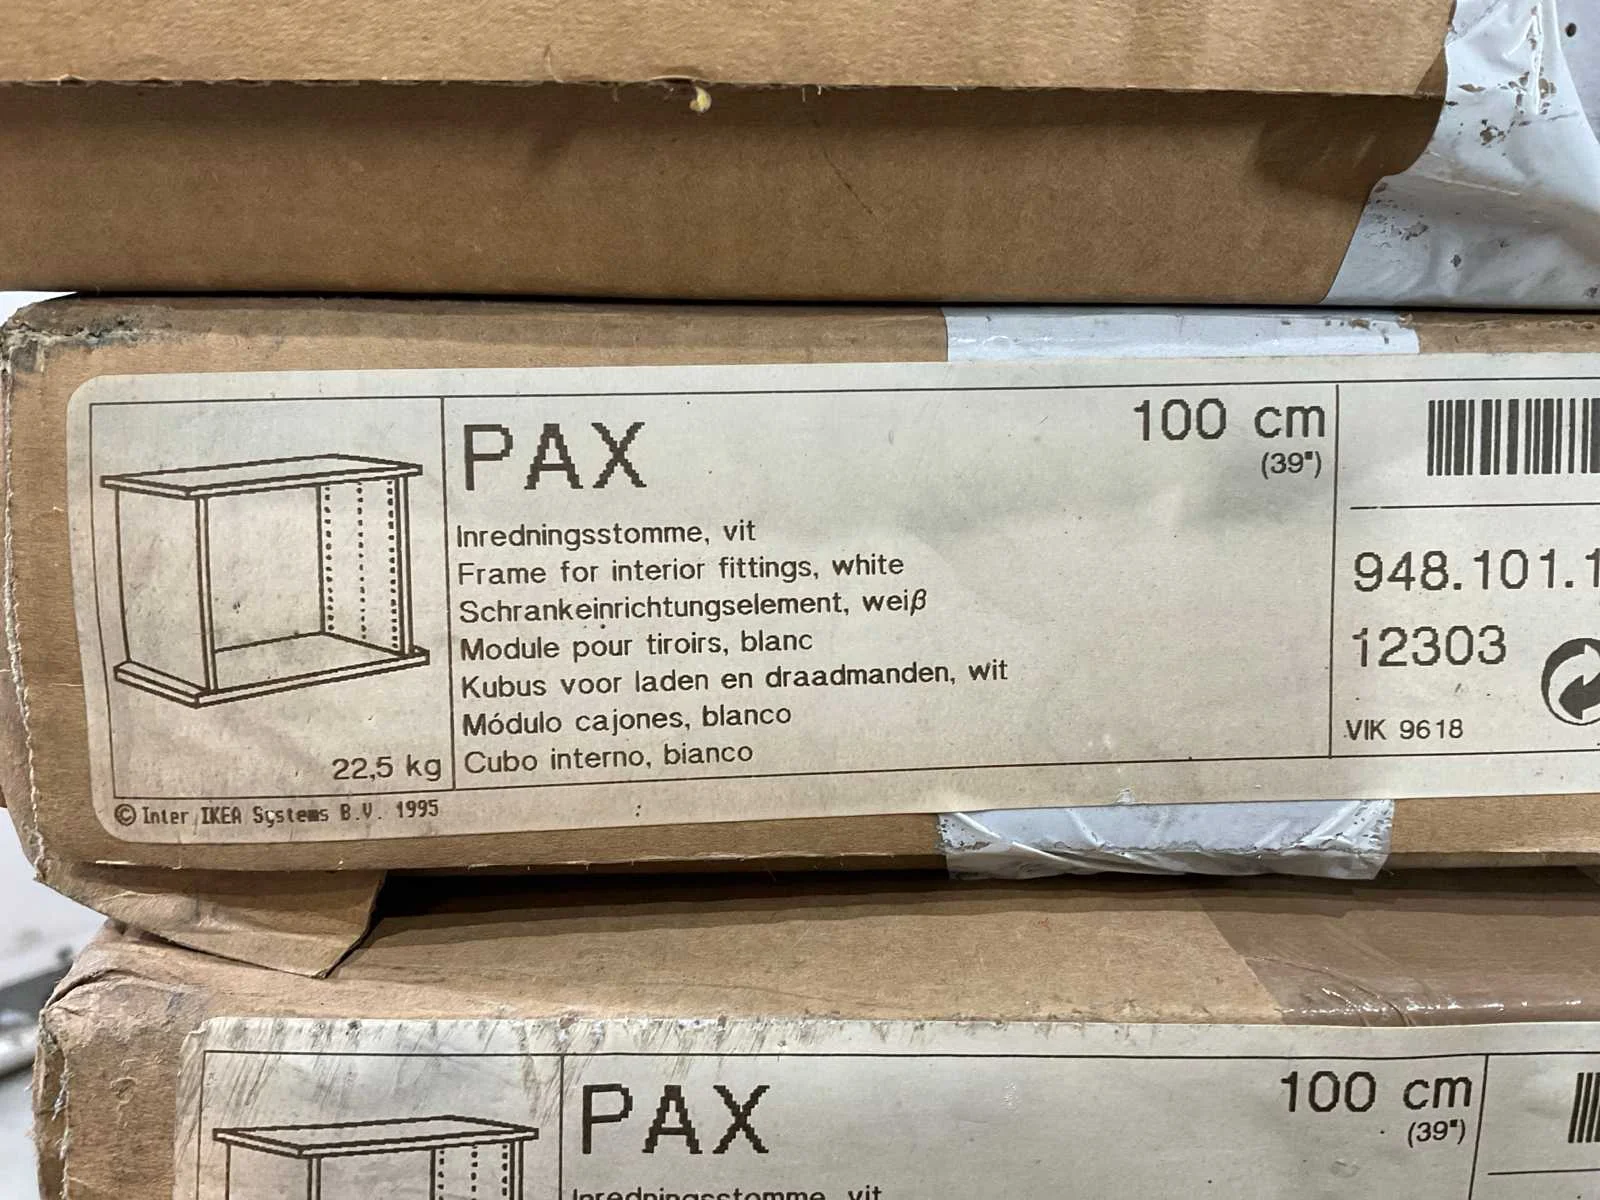 PAX
100 cm
(39")
Inredningsstomme, vit
Frame for interior fittings, white
Schrankeinrichtungselement, weiß
Module pour tiroirs, blanc
Kubus voor laden en draadmanden, wit
Módulo cajones, blanco
Cubo interno, bianco
22,5 kg
© Inter IKEA Systems B.V. 1995
948.101.1
12303
VIK 9618
PAX
100 cm
(39")
Inredningsstomme, vit